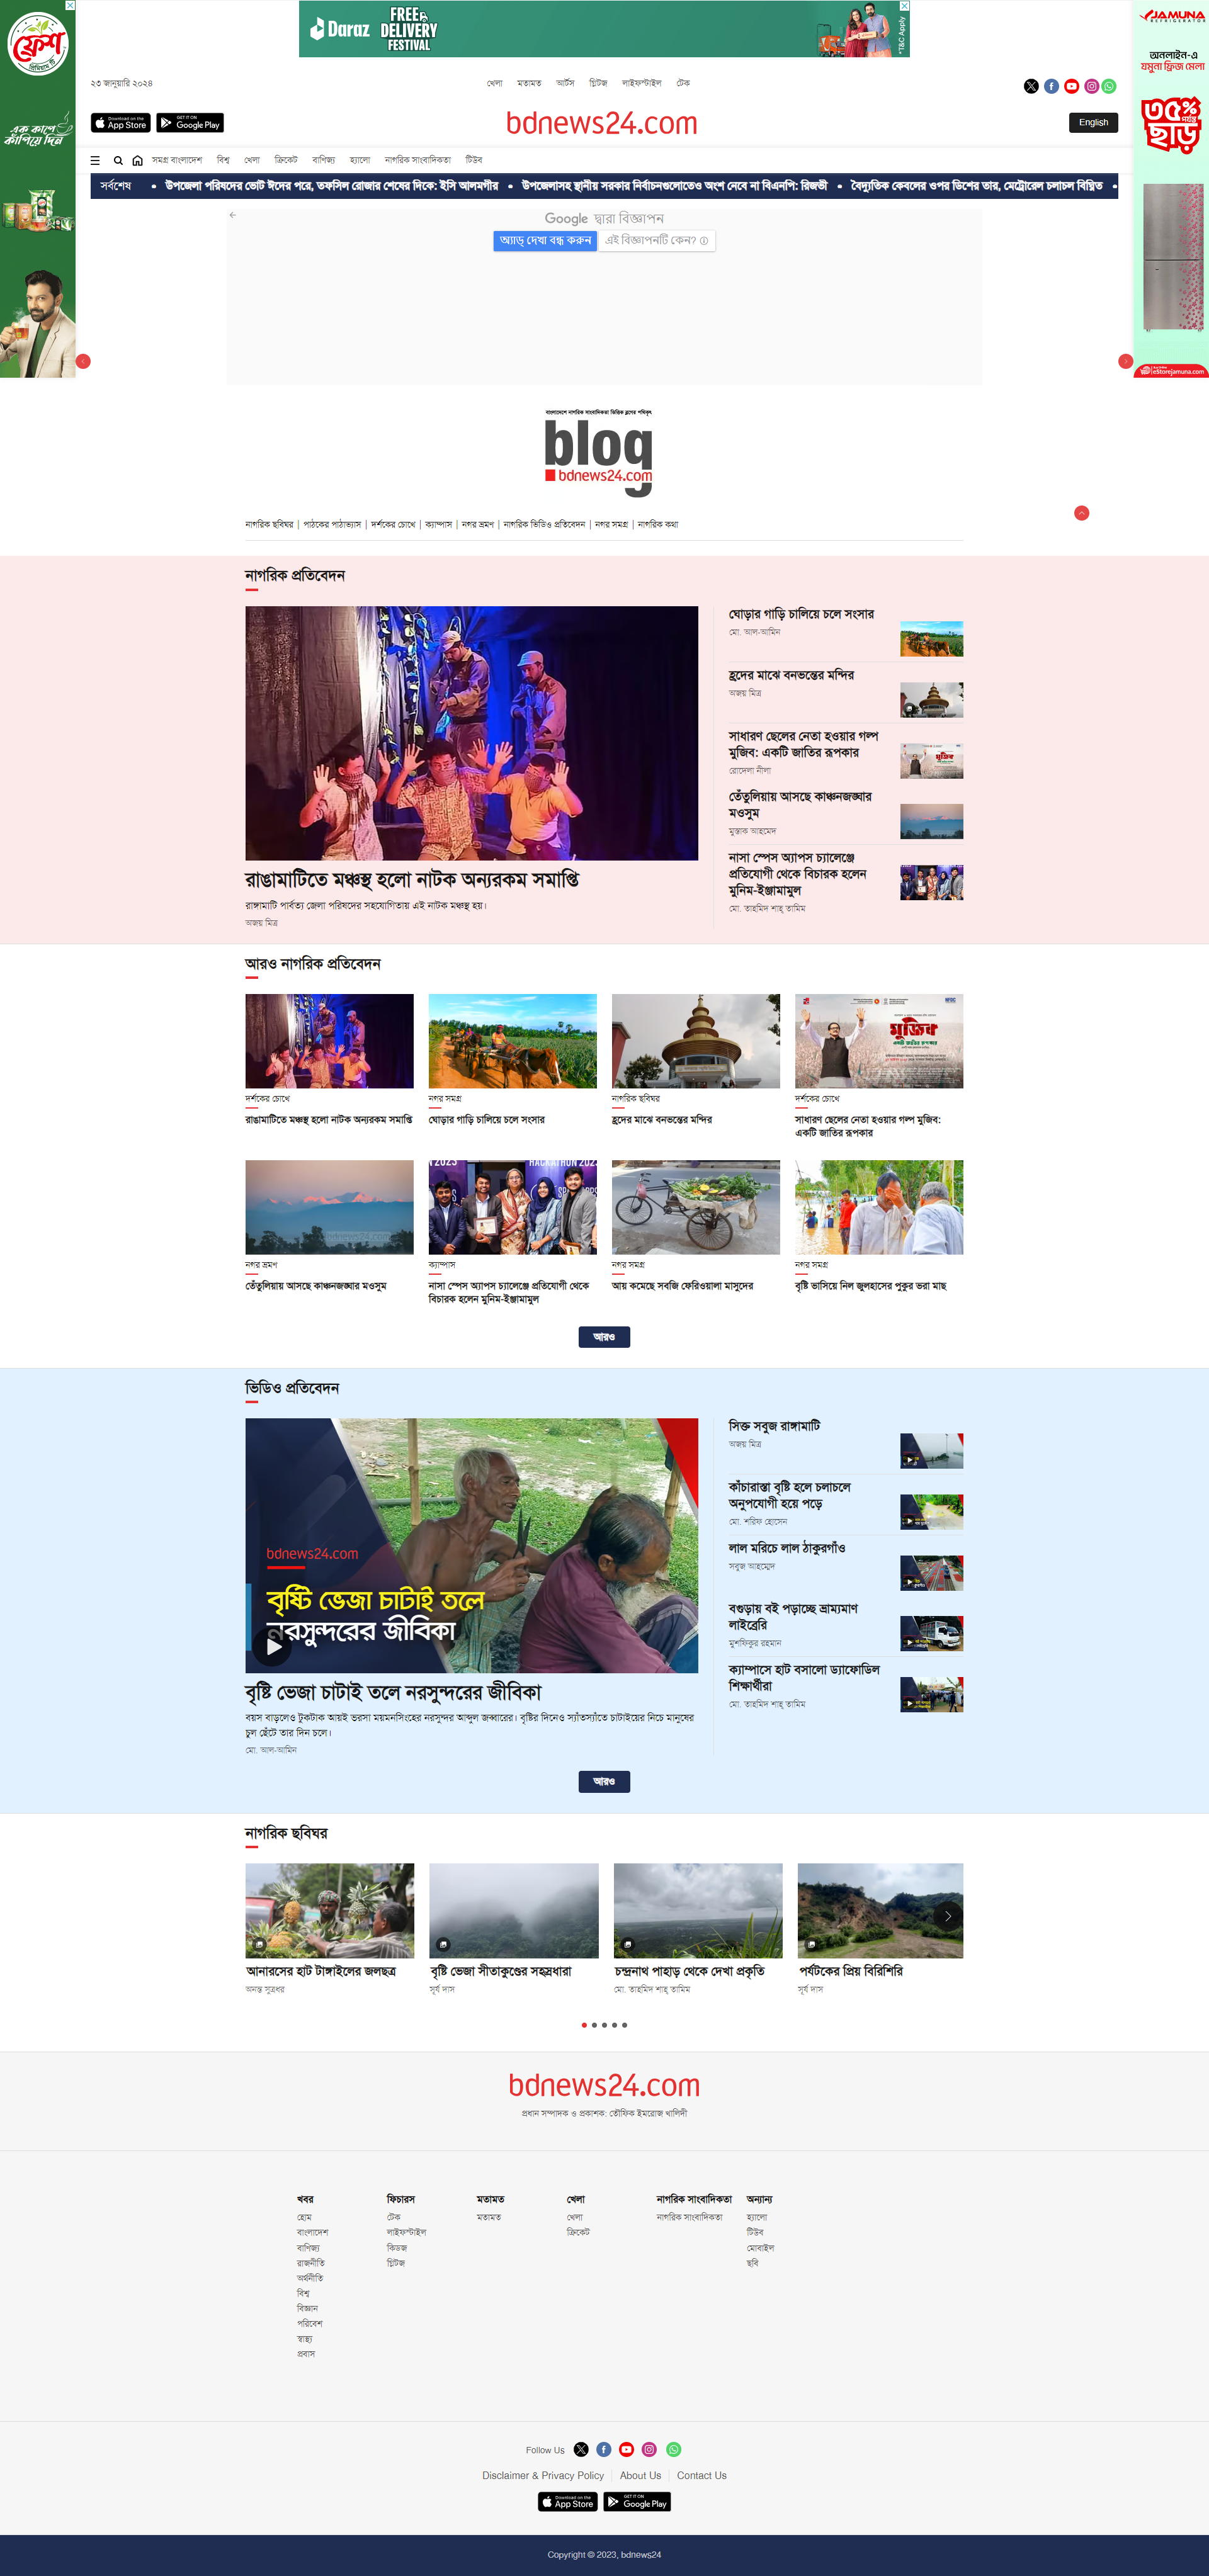 ফ্রেশ
প্রিমিয়াম টি
Daraz
FREE
DELIVERY
FESTIVAL
*T&C Apply
JAMUNA
REFRIGERATOR
অনলাইন-এ
যমুনা ফ্রিজ মেলা
৩৫% পর্যন্ত
ছাড়
eStorejamuna.com
এক কাপে
কাঁপিয়ে দিন
২৩ জানুয়ারি ২০২৪
খেলা মতামত আর্টস গ্লিটজ লাইফস্টাইল টেক
Download on the App Store
GET IT ON Google Play
bdnews24.com
English
সমগ্র বাংলাদেশ বিশ্ব খেলা ক্রিকেট বাণিজ্য হ্যালো নাগরিক সাংবাদিকতা টিউব
সর্বশেষ • উপজেলা পরিষদের ভোট ঈদের পরে, তফসিল রোজার শেষের দিকে: ইসি আলমগীর • উপজেলাসহ স্থানীয় সরকার নির্বাচনগুলোতেও অংশ নেবে না বিএনপি: রিজভী • বৈদ্যুতিক কেবলের ওপর ডিশের তার, মেট্রোরেল চলাচল বিঘ্নিত •
Google দ্বারা বিজ্ঞাপন
অ্যাড্ দেখা বন্ধ করুন এই বিজ্ঞাপনটি কেন?
বাংলাদেশে নাগরিক সাংবাদিকতা ভিত্তিক ব্লগের পথিকৃৎ
blog
bdnews24.com
নাগরিক ছবিঘর | পাঠকের পাঠাভ্যাস | দর্শকের চোখে | ক্যাম্পাস | নগর ভ্রমণ | নাগরিক ভিডিও প্রতিবেদন | নগর সমগ্র | নাগরিক কথা
নাগরিক প্রতিবেদন
রাঙামাটিতে মঞ্চস্থ হলো নাটক অন্যরকম সমাপ্তি
রাঙ্গামাটি পার্বত্য জেলা পরিষদের সহযোগিতায় এই নাটক মঞ্চস্থ হয়।
অজয় মিত্র
ঘোড়ার গাড়ি চালিয়ে চলে সংসার
মো. আল-আমিন
হ্রদের মাঝে বনভন্তের মন্দির
অজয় মিত্র
সাধারণ ছেলের নেতা হওয়ার গল্প
মুজিব: একটি জাতির রূপকার
রোদেলা নীলা
তেঁতুলিয়ায় আসছে কাঞ্চনজঙ্ঘার
মওসুম
মুস্তাক আহমেদ
নাসা স্পেস অ্যাপস চ্যালেঞ্জে
প্রতিযোগী থেকে বিচারক হলেন
মুনিম-ইঞ্জামামুল
মো. তাহমিদ শাহ্ তামিম
আরও নাগরিক প্রতিবেদন
মুজিব
একটি জাতির রূপকার
দর্শকের চোখে
রাঙামাটিতে মঞ্চস্থ হলো নাটক অন্যরকম সমাপ্তি
নগর সমগ্র
ঘোড়ার গাড়ি চালিয়ে চলে সংসার
নাগরিক ছবিঘর
হ্রদের মাঝে বনভন্তের মন্দির
দর্শকের চোখে
সাধারণ ছেলের নেতা হওয়ার গল্প মুজিব:
একটি জাতির রূপকার
HACKATHON 2023
নগর ভ্রমণ
তেঁতুলিয়ায় আসছে কাঞ্চনজঙ্ঘার মওসুম
ক্যাম্পাস
নাসা স্পেস অ্যাপস চ্যালেঞ্জে প্রতিযোগী থেকে
বিচারক হলেন মুনিম-ইঞ্জামামুল
নগর সমগ্র
আয় কমেছে সবজি ফেরিওয়ালা মাসুদের
নগর সমগ্র
বৃষ্টি ভাসিয়ে নিল জুলহাসের পুকুর ভরা মাছ
আরও
ভিডিও প্রতিবেদন
bdnews24.com
বৃষ্টি ভেজা চাটাই তলে
নরসুন্দরের জীবিকা
বৃষ্টি ভেজা চাটাই তলে নরসুন্দরের জীবিকা
বয়স বাড়লেও টুকটাক আয়ই ভরসা ময়মনসিংহের নরসুন্দর আব্দুল জব্বারের। বৃষ্টির দিনেও স্যাঁতস্যাঁতে চাটাইয়ের নিচে মানুষের
চুল ছেঁটে তার দিন চলে।
মো. আল-আমিন
সিক্ত সবুজ রাঙ্গামাটি
অজয় মিত্র
কাঁচারাস্তা বৃষ্টি হলে চলাচলে
অনুপযোগী হয়ে পড়ে
মো. শরিফ হোসেন
লাল মরিচে লাল ঠাকুরগাঁও
সবুজ আহম্মেদ
বগুড়ায় বই পড়াচ্ছে ভ্রাম্যমাণ
লাইব্রেরি
মুশফিকুর রহমান
ক্যাম্পাসে হাট বসালো ড্যাফোডিল
শিক্ষার্থীরা
মো. তাহমিদ শাহ্ তামিম
আরও
নাগরিক ছবিঘর
আনারসের হাট টাঙ্গাইলের জলছত্র
অনন্ত সুত্রধর
বৃষ্টি ভেজা সীতাকুণ্ডের সহস্রধারা
সূর্য দাস
চন্দ্রনাথ পাহাড় থেকে দেখা প্রকৃতি
মো. তাহমিদ শাহ্ তামিম
পর্যটকের প্রিয় বিরিশিরি
সূর্য দাস
bdnews24.com
প্রধান সম্পাদক ও প্রকাশক: তৌফিক ইমরোজ খালিদী
খবর ফিচারস মতামত খেলা নাগরিক সাংবাদিকতা অন্যান্য
হোম টেক মতামত খেলা নাগরিক সাংবাদিকতা হ্যালো
বাংলাদেশ লাইফস্টাইল ক্রিকেট টিউব
বাণিজ্য কিডজ মোবাইল
রাজনীতি গ্লিটজ ছবি
অর্থনীতি
বিশ্ব
বিজ্ঞান
পরিবেশ
স্বাস্থ্য
প্রবাস
Follow Us
Disclaimer & Privacy Policy About Us Contact Us
Download on the App Store
GET IT ON Google Play
Copyright © 2023, bdnews24